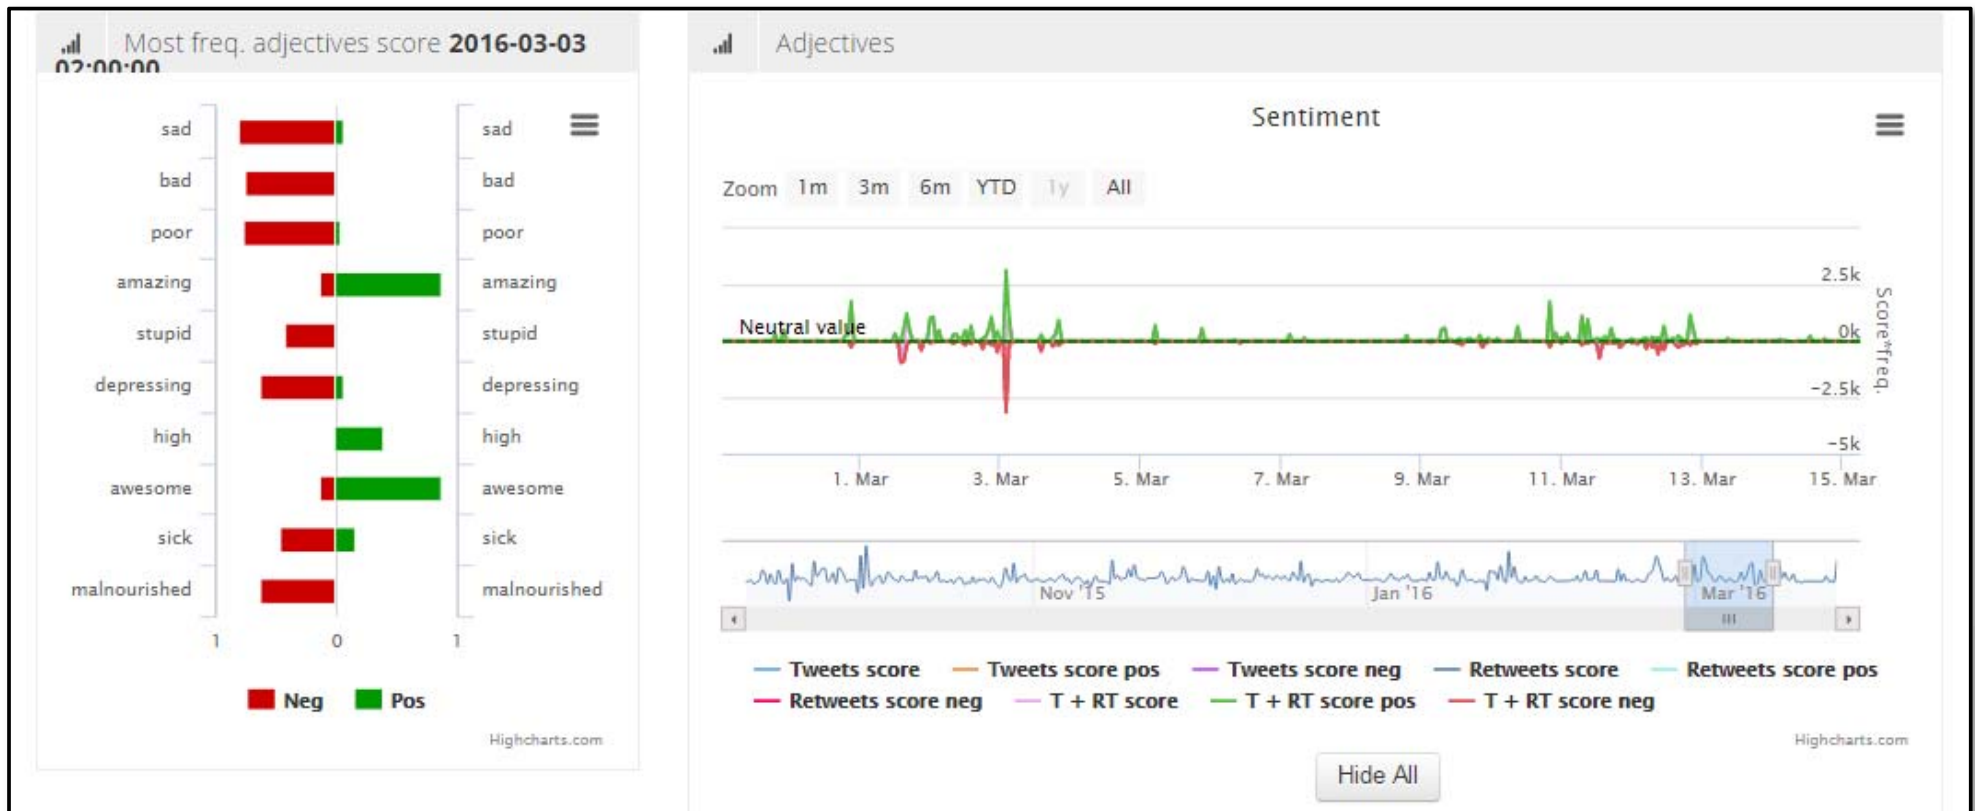 Most freq. adjectives score 2016-03-03
02:00:00
sad sad
bad bad
poor poor
amazing amazing
stupid stupid
depressing depressing
high high
awesome awesome
sick sick
malnourished malnourished
1 0 1
Neg Pos
Highcharts.com
Adjectives
Sentiment
Zoom 1m 3m 6m YTD 1y All
2.5k
Neutral value 0k
-2.5k
-5k
Score*freq.
1. Mar 3. Mar 5. Mar 7. Mar 9. Mar 11. Mar 13. Mar 15. Mar
Nov '15 Jan '16 Mar '16
Tweets score Tweets score pos Tweets score neg Retweets score Retweets score pos
Retweets score neg T + RT score T + RT score pos T + RT score neg
Highcharts.com
Hide All